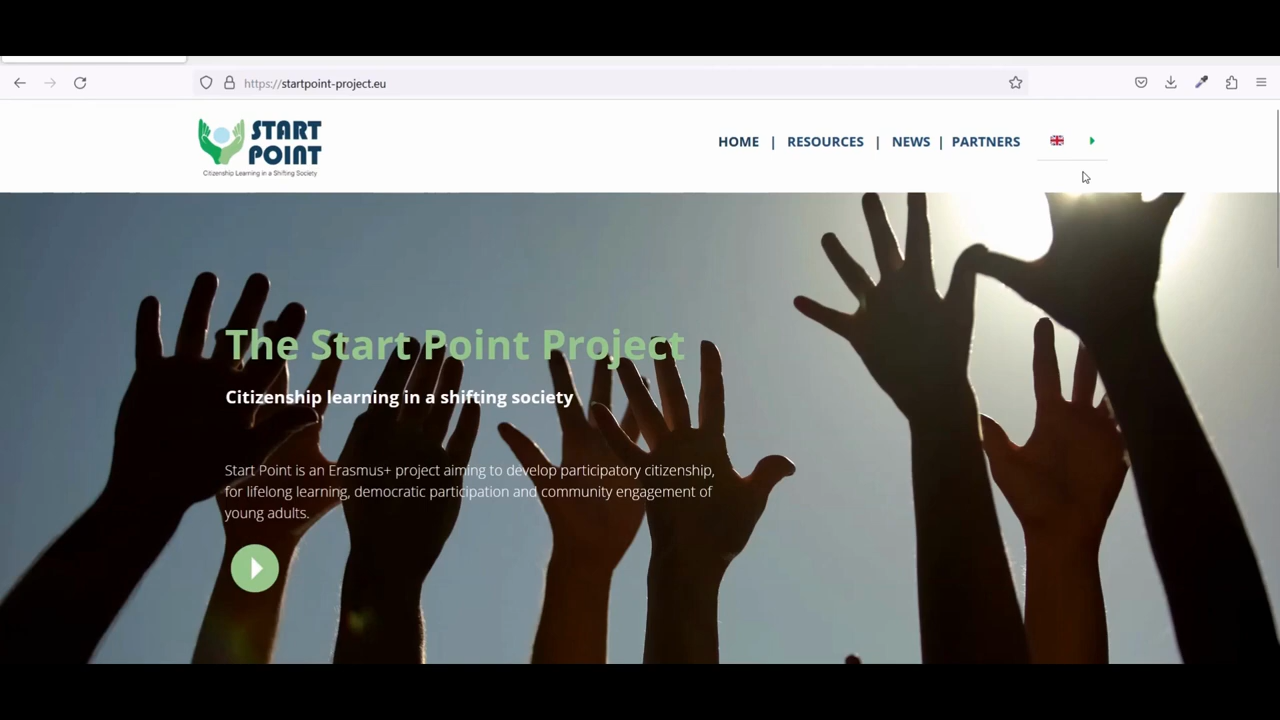 https://startpoint-project.eu
START
POINT
Citizenship Learning in a Shifting Society
HOME | RESOURCES | NEWS | PARTNERS
The Start Point Project
Citizenship learning in a shifting society
Start Point is an Erasmus+ project aiming to develop participatory citizenship,
for lifelong learning, democratic participation and community engagement of
young adults.